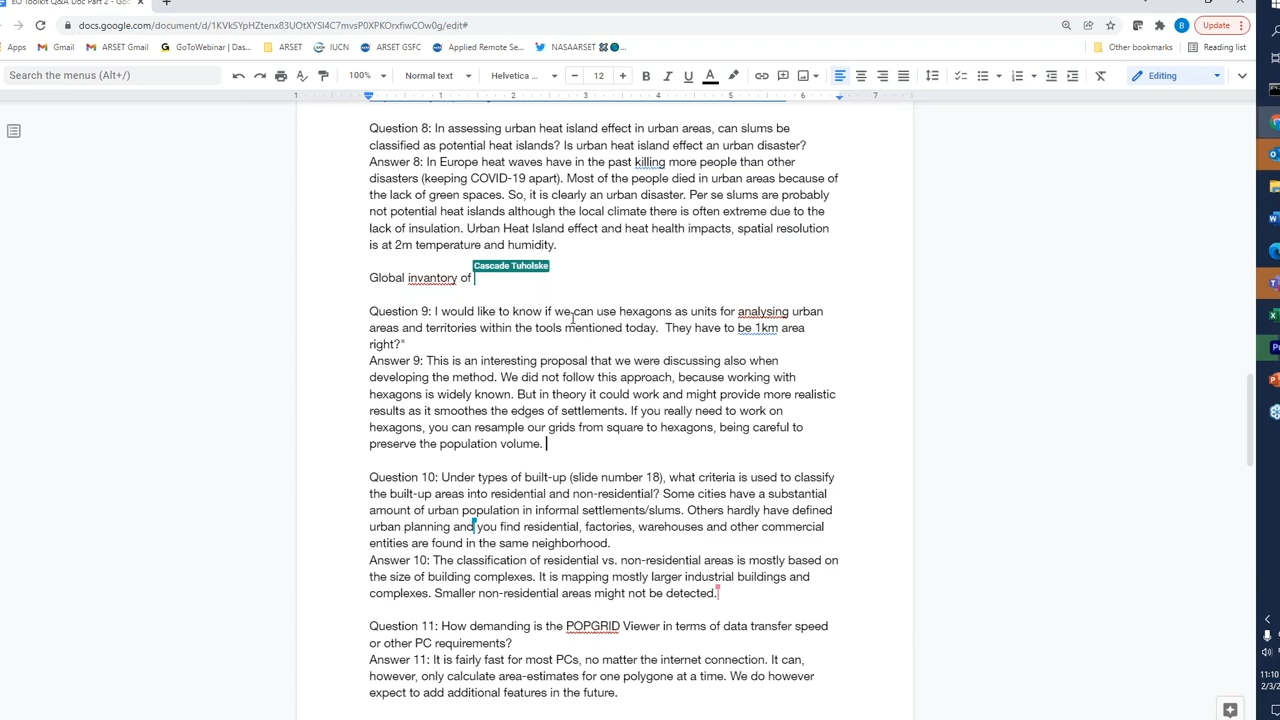 EO Toolkit Q&A Doc Part 2 - Goo
docs.google.com/document/d/1KVkSYpHZtenx83UOtXYSl4C7mvsP0XPKOrxfiwCOw0g/edit#
B
Update
Apps
Gmail
ARSET Gmail
GoToWebinar | Das...
ARSET
IUCN
ARSET GSFC
Applied Remote Se...
NASAARSET
Other bookmarks
Reading list
Search the menus (Alt+/)
100%
Normal text
Helvetica ...
12
B
I
U
A
Editing
1
1
2
3
4
5
6
7
Question 8: In assessing urban heat island effect in urban areas, can slums be
classified as potential heat islands? Is urban heat island effect an urban disaster?
Answer 8: In Europe heat waves have in the past killing more people than other
disasters (keeping COVID-19 apart). Most of the people died in urban areas because of
the lack of green spaces. So, it is clearly an urban disaster. Per se slums are probably
not potential heat islands although the local climate there is often extreme due to the
lack of insulation. Urban Heat Island effect and heat health impacts, spatial resolution
is at 2m temperature and humidity.
Cascade Tuholske
Global invantory of
Question 9: I would like to know if we can use hexagons as units for analysing urban
areas and territories within the tools mentioned today.  They have to be 1km area
right?"
Answer 9: This is an interesting proposal that we were discussing also when
developing the method. We did not follow this approach, because working with
hexagons is widely known. But in theory it could work and might provide more realistic
results as it smoothes the edges of settlements. If you really need to work on
hexagons, you can resample our grids from square to hexagons, being careful to
preserve the population volume.
Question 10: Under types of built-up (slide number 18), what criteria is used to classify
the built-up areas into residential and non-residential? Some cities have a substantial
amount of urban population in informal settlements/slums. Others hardly have defined
urban planning and you find residential, factories, warehouses and other commercial
entities are found in the same neighborhood.
Answer 10: The classification of residential vs. non-residential areas is mostly based on
the size of building complexes. It is mapping mostly larger industrial buildings and
complexes. Smaller non-residential areas might not be detected.
Question 11: How demanding is the POPGRID Viewer in terms of data transfer speed
or other PC requirements?
Answer 11: It is fairly fast for most PCs, no matter the internet connection. It can,
however, only calculate area-estimates for one polygone at a time. We do however
expect to add additional features in the future.
11:10
2/3/2